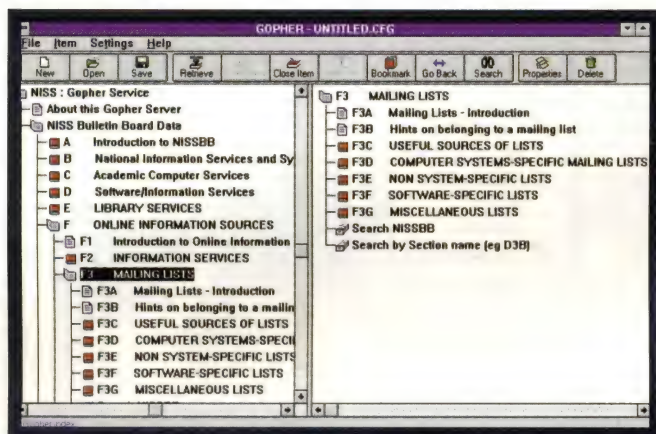 GOPHER - UNTITLED.CFG
File Item Settings Help
New Open Save Retrieve Close Item Bookmark Go Back Search Properties Delete
NISS : Gopher Service
About this Gopher Server
NISS Bulletin Board Data
A Introduction to NISSBB
B National Information Services and Sy
C Academic Computer Services
D Software/Information Services
E LIBRARY SERVICES
F ONLINE INFORMATION SOURCES
F1 Introduction to Online Information
F2 INFORMATION SERVICES
F3 MAILING LISTS
F3A Mailing Lists - Introduction
F3B Hints on belonging to a mailin
F3C USEFUL SOURCES OF LISTS
F3D COMPUTER SYSTEMS-SPECI
F3E NON SYSTEM-SPECIFIC LISTS
F3F SOFTWARE-SPECIFIC LISTS
F3G MISCELLANEOUS LISTS
F3 MAILING LISTS
F3A Mailing Lists - Introduction
F3B Hints on belonging to a mailing list
F3C USEFUL SOURCES OF LISTS
F3D COMPUTER SYSTEMS-SPECIFIC MAILING LISTS
F3E NON SYSTEM-SPECIFIC LISTS
F3F SOFTWARE-SPECIFIC LISTS
F3G MISCELLANEOUS LISTS
Search NISSBB
Search by Section name (eg D3B)